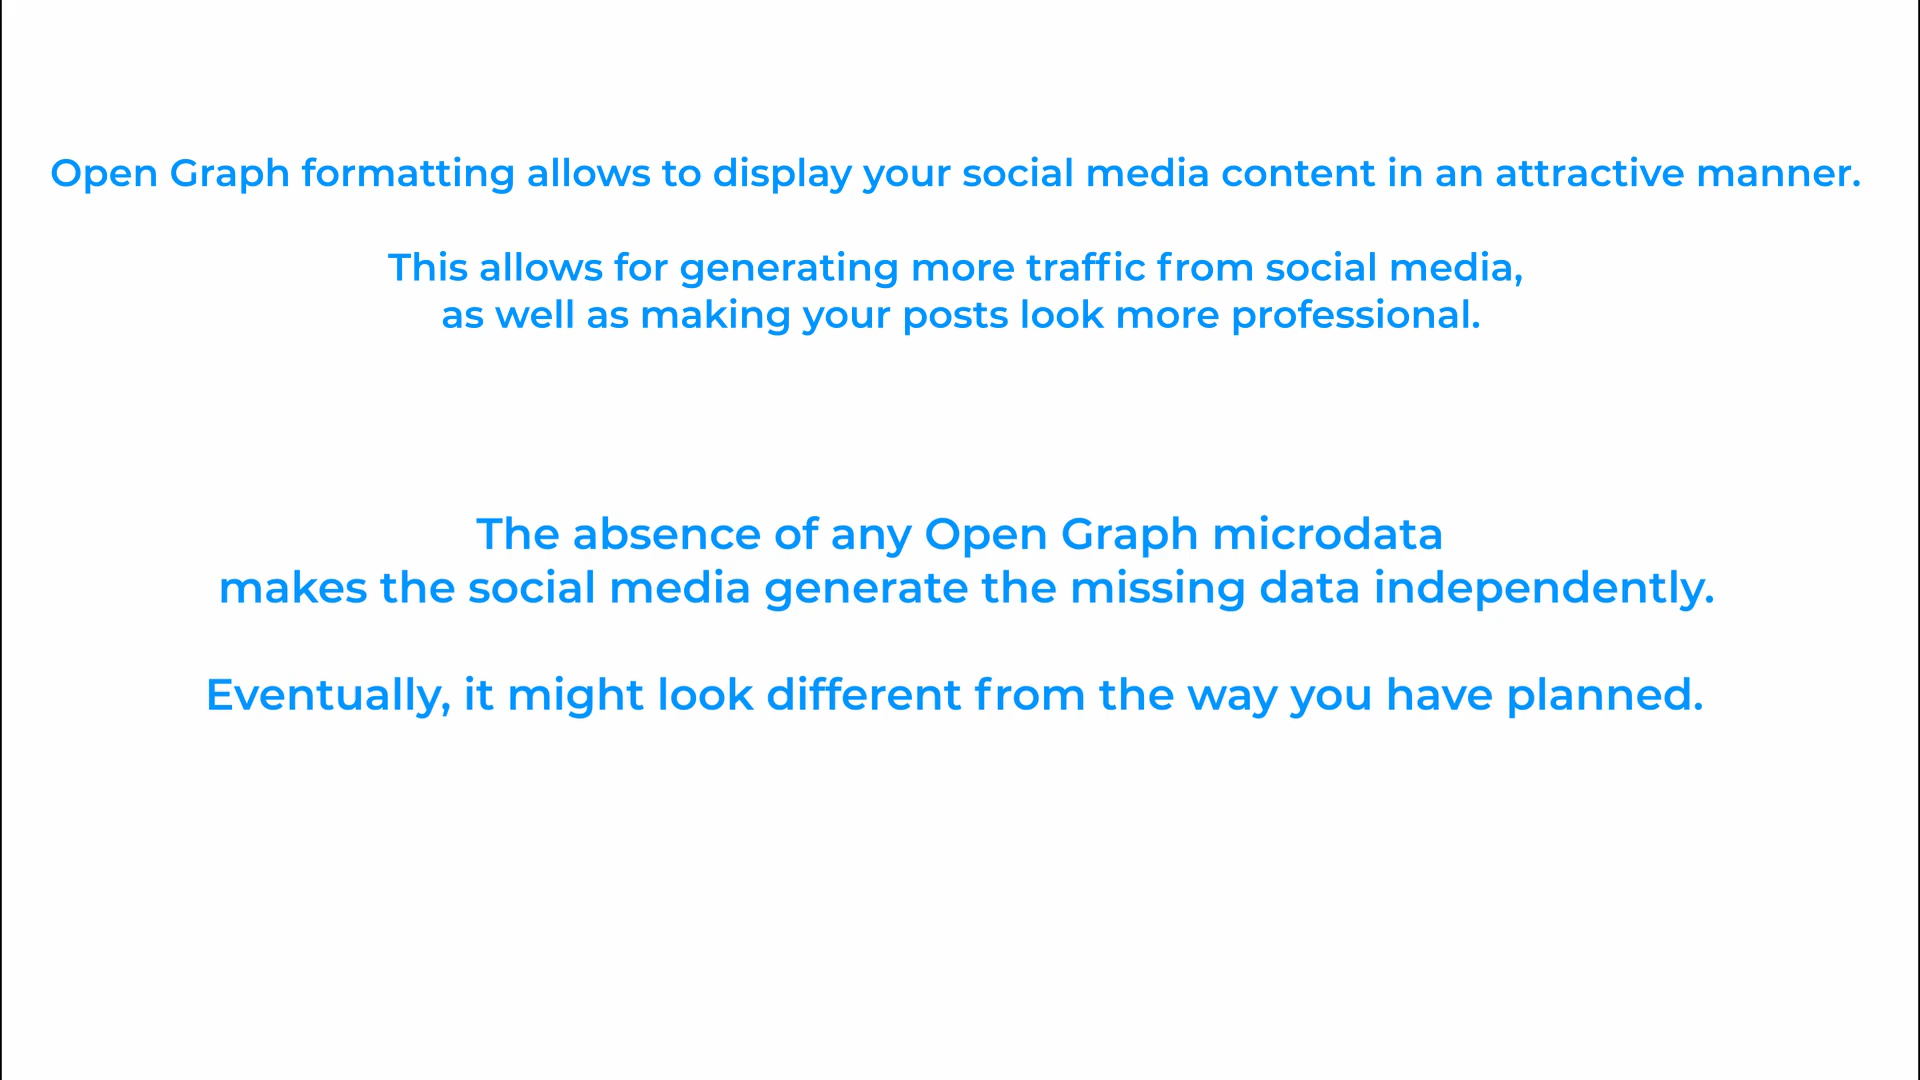 Open Graph formatting allows to display your social media content in an attractive manner.
This allows for generating more traffic from social media,
as well as making your posts look more professional.
The absence of any Open Graph microdata
makes the social media generate the missing data independently.
Eventually, it might look different from the way you have planned.